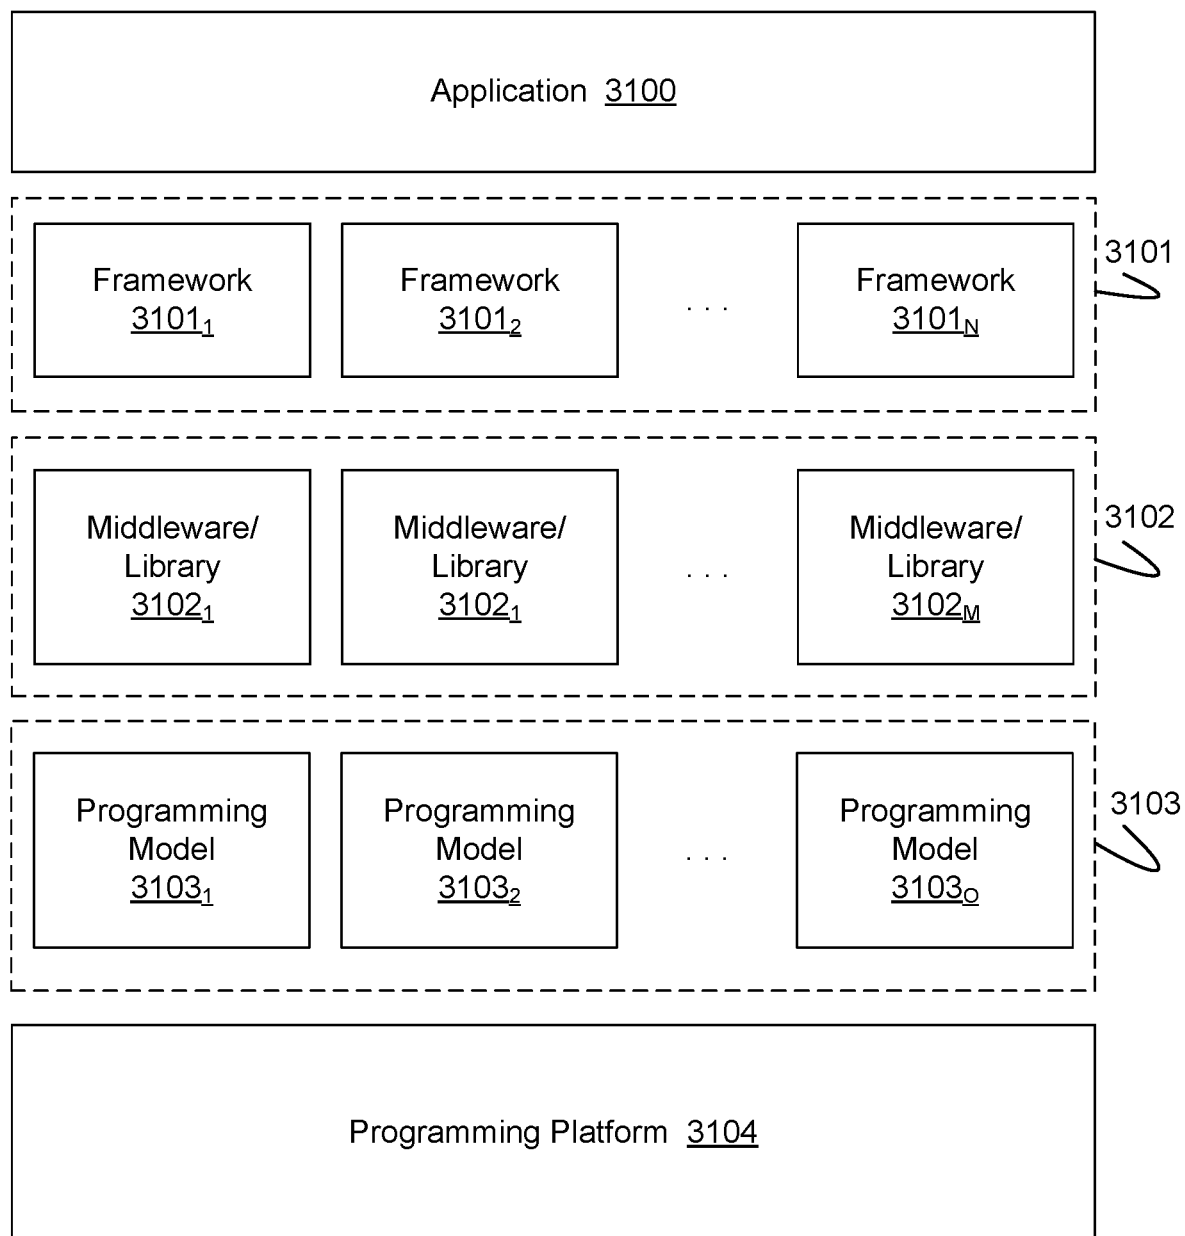 Application 3100
Framework
3101₁
Framework
3101₂
. . .
Framework
3101N
3101
Middleware/
Library
3102₁
Middleware/
Library
3102₁
. . .
Middleware/
Library
3102M
3102
Programming
Model
3103₁
Programming
Model
3103₂
. . .
Programming
Model
3103O
3103
Programming Platform 3104